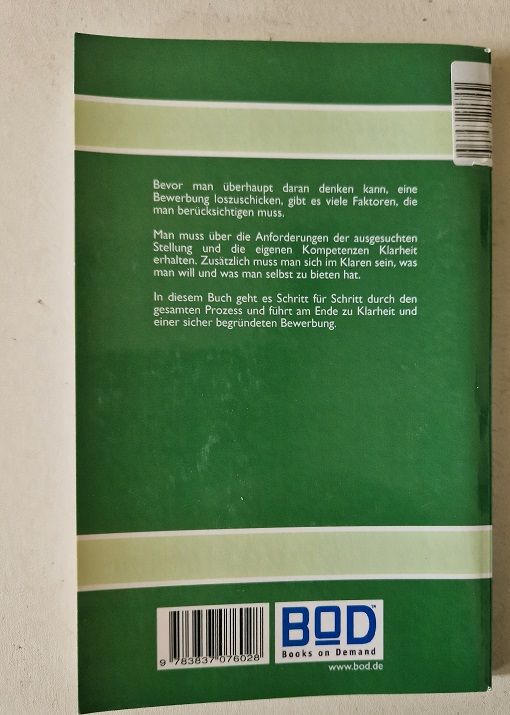 Bevor man überhaupt daran denken kann, eine
Bewerbung loszuschicken, gibt es viele Faktoren, die
man berücksichtigen muss.
Man muss über die Anforderungen der ausgesuchten
Stellung und die eigenen Kompetenzen Klarheit
erhalten. Zusätzlich muss man sich im Klaren sein, was
man will und was man selbst zu bieten hat.
In diesem Buch geht es Schritt für Schritt durch den
gesamten Prozess und führt am Ende zu Klarheit und
einer sicher begründeten Bewerbung.
9 783837 076028
BOD™
Books on Demand
www.bod.de